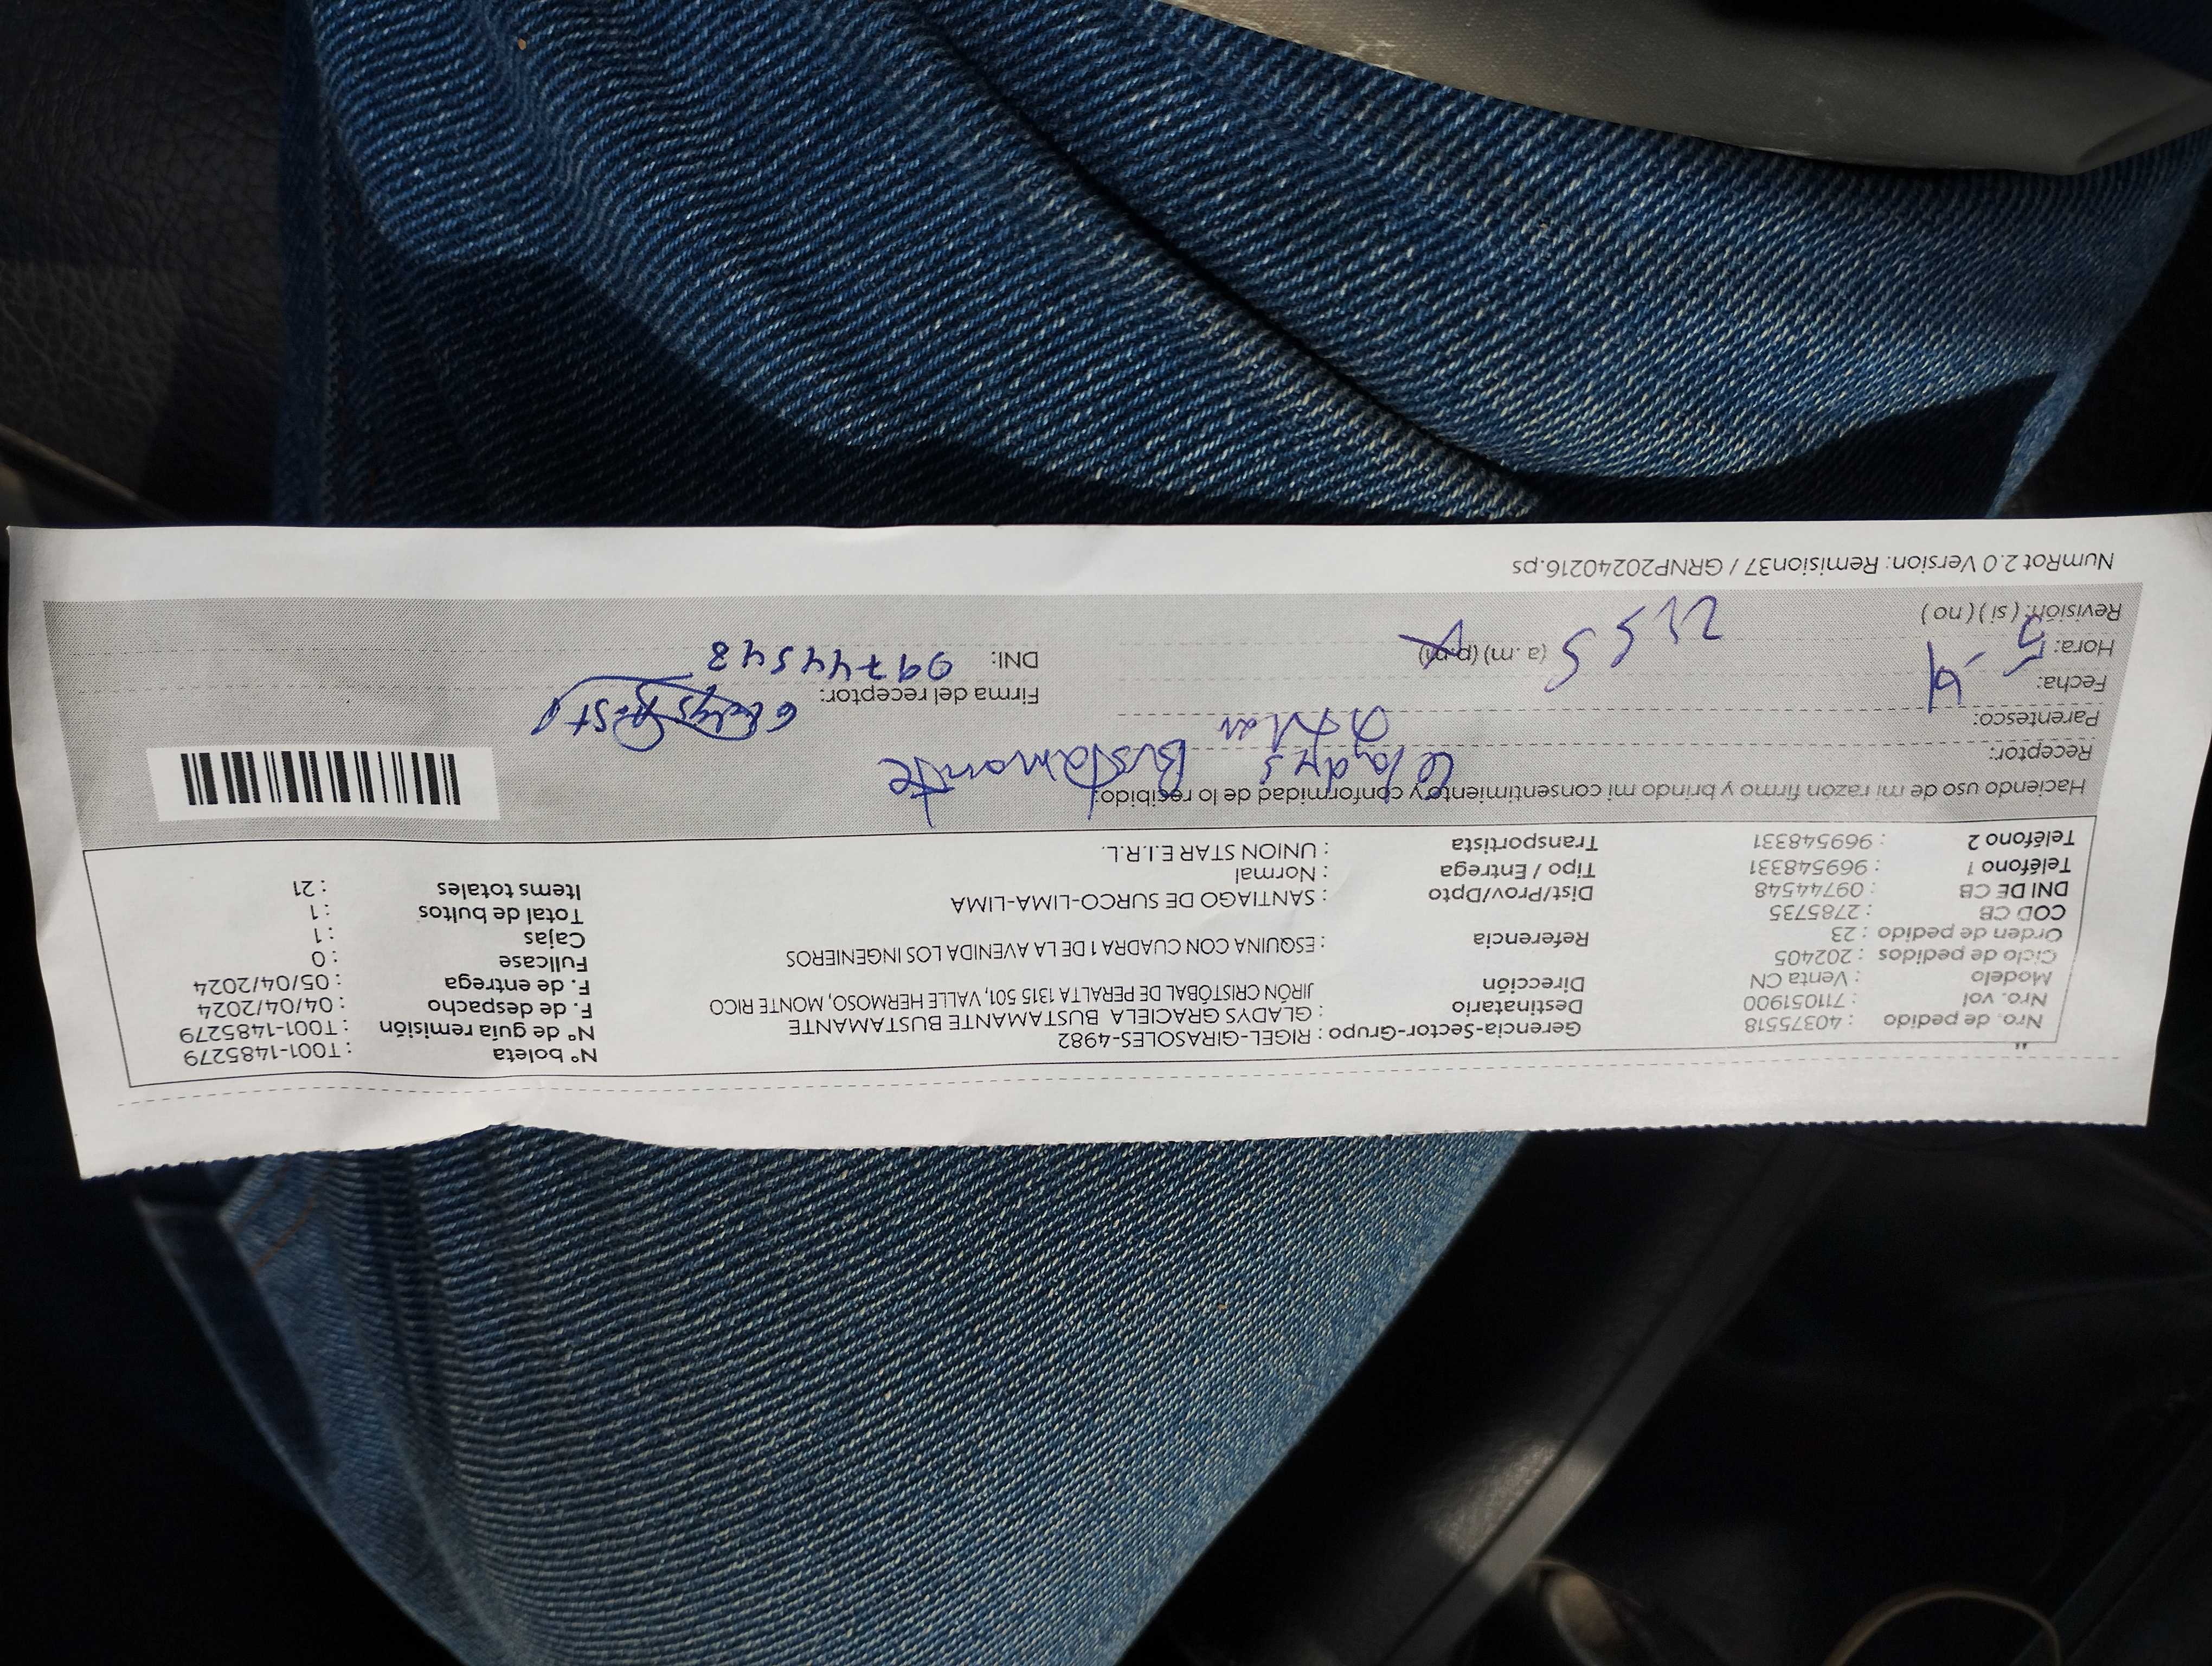 Nro. de pedido : 40375518 Gerencia-Sector-Grupo : RIGEL-GIRASOLES-4982 N° boleta : T001-1485279
Nro. vol. : 711051900 Destinatario : GLADYS GRACIELA BUSTAMANTE BUSTAMANTE N° de guía remisión : T001-1485279
Modelo : Venta CN Dirección JIRÓN CRISTÓBAL DE PERALTA 1315 501, VALLE HERMOSO, MONTE RICO F. de despacho : 04/04/2024
Ciclo de pedidos : 202405 F. de entrega : 05/04/2024
Orden de pedido : 23 Referencia : ESQUINA CON CUADRA 1 DE LA AVENIDA LOS INGENIEROS Fullcase : 0
COD CB : 2785735 Cajas : 1
DNI DE CB : 09744548 Dist/Prov/Dpto : SANTIAGO DE SURCO-LIMA-LIMA Total de bultos : 1
Teléfono 1 : 969548331 Tipo / Entrega : Normal Items totales : 21
Teléfono 2 : 969548331 Transportista : UNION STAR E.I.R.L.
Haciendo uso de mi razón firmo y brindo mi consentimiento y conformidad de lo recibido:
Receptor: Gladys Bustamante
Parentesco: titular
Fecha: 5-4 Firma del receptor:
Hora: (a.m) (p.m) DNI:
Revisión: ( si ) ( no )
NumRot 2.0 Version: Remision37 / GRNP20240216.ps